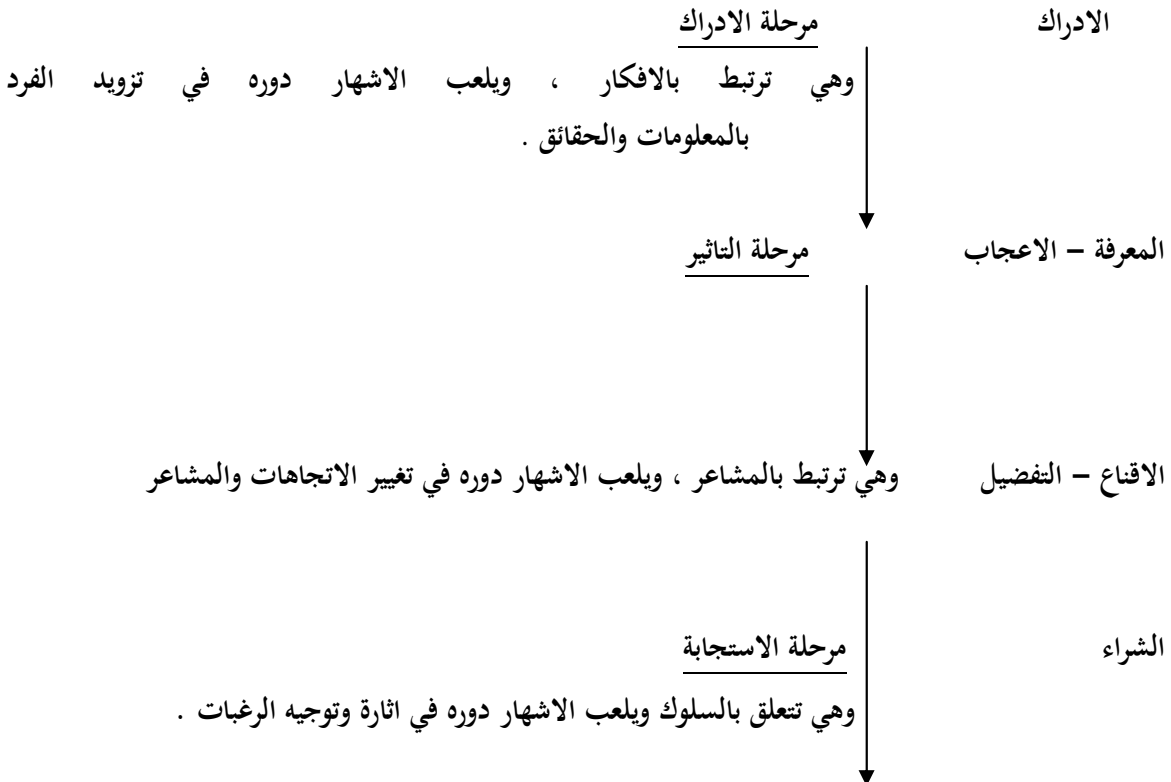 الادراك مرحلة الادراك
وهي ترتبط بالافكار ، ويلعب الاشهار دوره في تزويد الفرد
بالمعلومات والحقائق .
المعرفة – الاعجاب مرحلة التاثير
الاقناع – التفضيل وهي ترتبط بالمشاعر ، ويلعب الاشهار دوره في تغيير الاتجاهات والمشاعر
الشراء مرحلة الاستجابة
وهي تتعلق بالسلوك ويلعب الاشهار دوره في اثارة وتوجيه الرغبات .